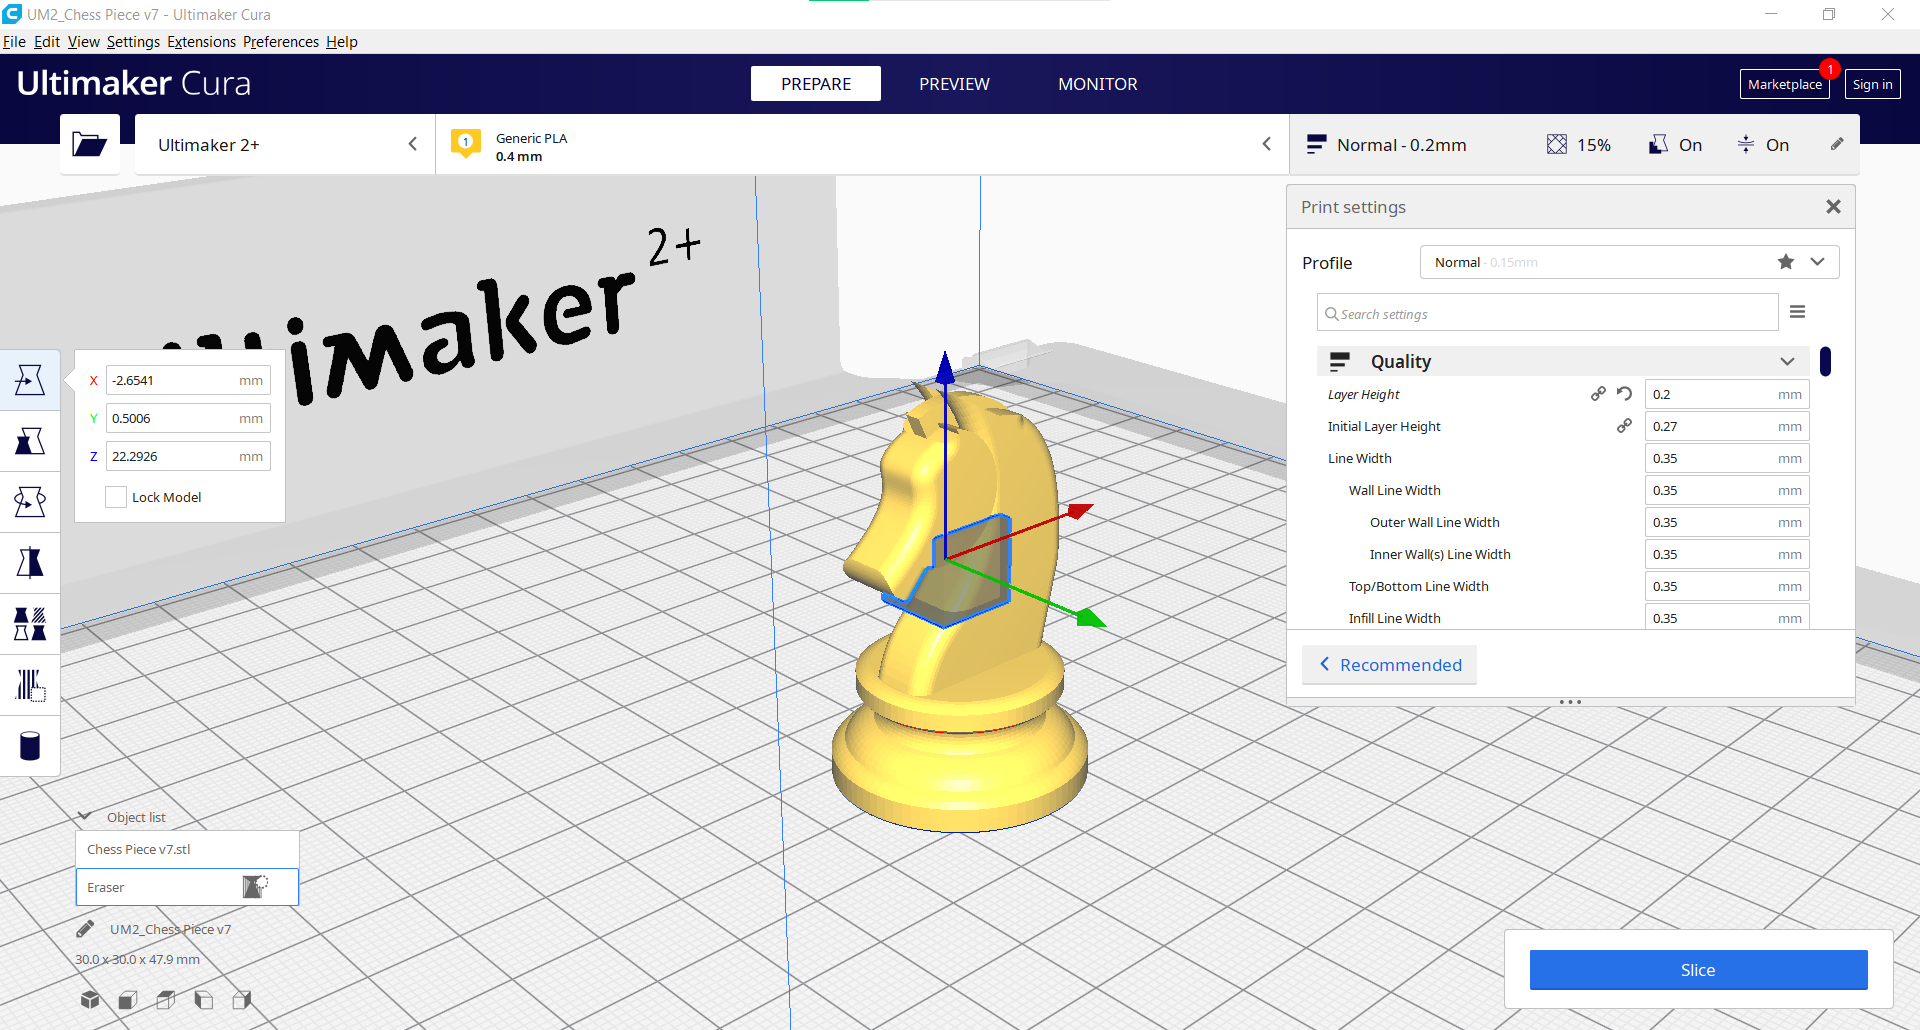 UM2_Chess Piece v7 - Ultimaker Cura
File Edit View Settings Extensions Preferences Help
Ultimaker Cura
PREPARE
PREVIEW
MONITOR
Marketplace
1
Sign in
Ultimaker 2+
1
Generic PLA
0.4 mm
Normal - 0.2mm
15%
On
On
2+
Print settings
Profile
Normal - 0.15mm
Search settings
Quality
Layer Height
0.2 mm
Initial Layer Height
0.27 mm
Line Width
0.35 mm
Wall Line Width
0.35 mm
Outer Wall Line Width
0.35 mm
Inner Wall(s) Line Width
0.35 mm
Top/Bottom Line Width
0.35 mm
Infill Line Width
0.35 mm
Recommended
X -2.6541 mm
Y 0.5006 mm
Z 22.2926 mm
Lock Model
Object list
Chess Piece v7.stl
Eraser
UM2_Chess Piece v7
30.0 x 30.0 x 47.9 mm
Slice